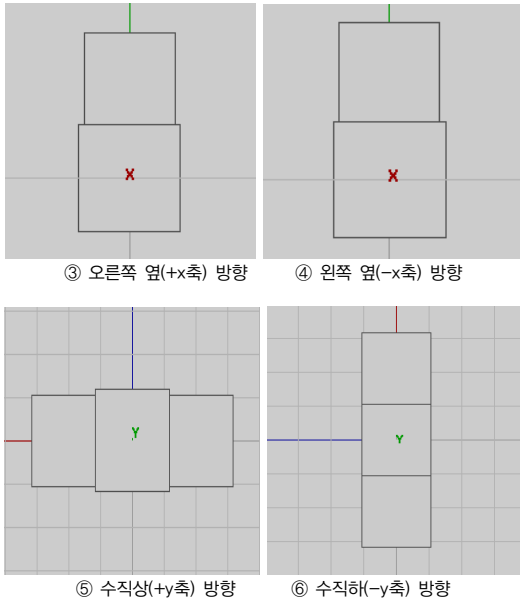 X
X
③ 오른쪽 옆(+x축) 방향
④ 왼쪽 옆(−x축) 방향
Y
Y
⑤ 수직상(+y축) 방향
⑥ 수직하(−y축) 방향